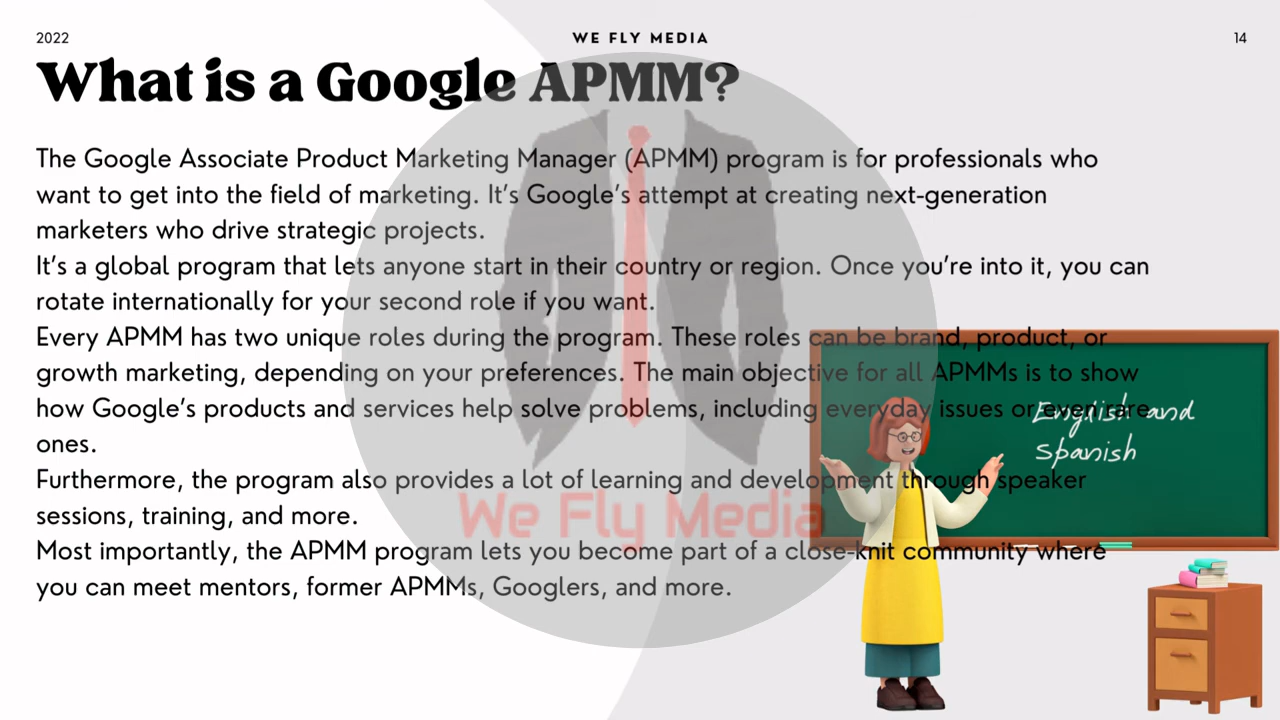 2022
WE FLY MEDIA
14
What is a Google APMM?
The Google Associate Product Marketing Manager (APMM) program is for professionals who
want to get into the field of marketing. It’s Google’s attempt at creating next-generation
marketers who drive strategic projects.
It’s a global program that lets anyone start in their country or region. Once you’re into it, you can
rotate internationally for your second role if you want.
Every APMM has two unique roles during the program. These roles can be brand, product, or
growth marketing, depending on your preferences. The main objective for all APMMs is to show
how Google’s products and services help solve problems, including everyday issues or even rare
ones.
Furthermore, the program also provides a lot of learning and development through speaker
sessions, training, and more.
Most importantly, the APMM program lets you become part of a close-knit community where
you can meet mentors, former APMMs, Googlers, and more.
English and
Spanish
We Fly Media